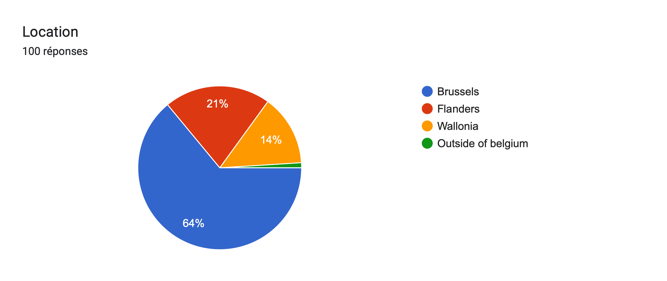 Location
100 réponses
Brussels
Flanders
Wallonia
Outside of belgium
21%
14%
64%